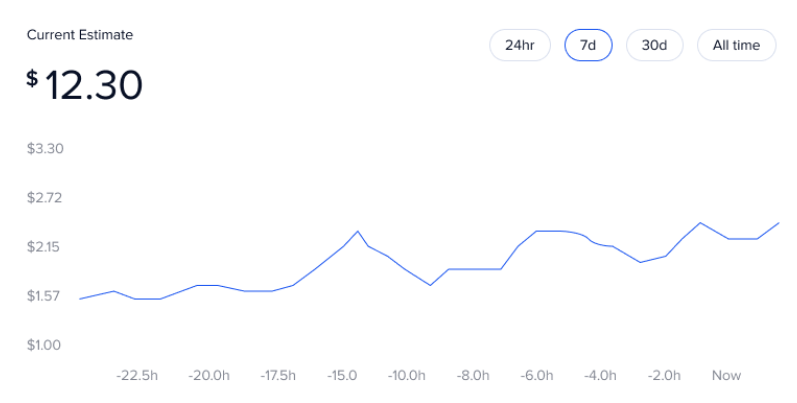 Current Estimate
24hr 7d 30d All time
$ 12.30
$3.30
$2.72
$2.15
$1.57
$1.00
-22.5h -20.0h -17.5h -15.0 -10.0h -8.0h -6.0h -4.0h -2.0h Now